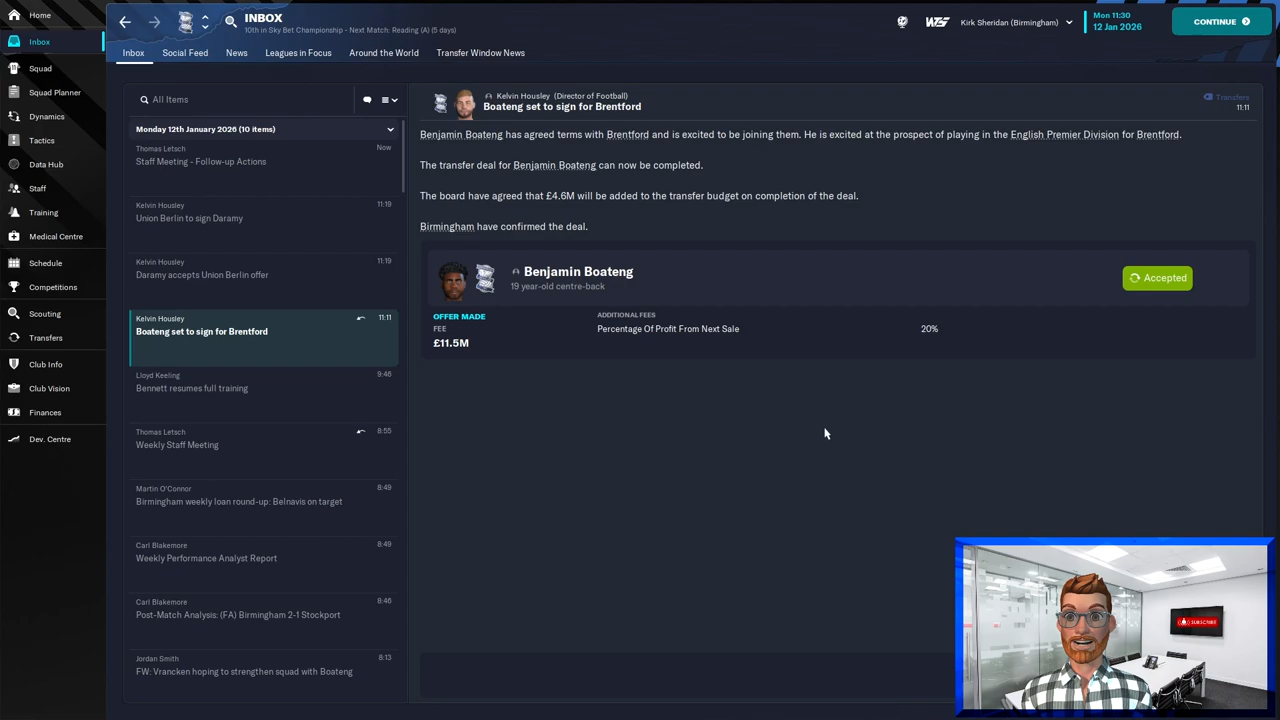 Home
Inbox
Squad
Squad Planner
Dynamics
Tactics
Data Hub
Staff
Training
Medical Centre
Schedule
Competitions
Scouting
Transfers
Club Info
Club Vision
Finances
Dev. Centre
INBOX
10th in Sky Bet Championship - Next Match: Reading (A) (5 days)
Kirk Sheridan (Birmingham)
Mon 11:30
12 Jan 2026
CONTINUE
Inbox
Social Feed
News
Leagues in Focus
Around the World
Transfer Window News
All Items
Monday 12th January 2026 (10 items)
Thomas Letsch
Now
Staff Meeting - Follow-up Actions
Kelvin Housley
11:19
Union Berlin to sign Daramy
Kelvin Housley
11:19
Daramy accepts Union Berlin offer
Kelvin Housley
11:11
Boateng set to sign for Brentford
Lloyd Keeling
9:46
Bennett resumes full training
Thomas Letsch
8:55
Weekly Staff Meeting
Martin O'Connor
8:49
Birmingham weekly loan round-up: Belnavis on target
Carl Blakemore
8:49
Weekly Performance Analyst Report
Carl Blakemore
8:46
Post-Match Analysis: (FA) Birmingham 2-1 Stockport
Jordan Smith
8:13
FW: Vrancken hoping to strengthen squad with Boateng
Kelvin Housley (Director of Football)
Boateng set to sign for Brentford
Transfers
11:11
Benjamin Boateng has agreed terms with Brentford and is excited to be joining them. He is excited at the prospect of playing in the English Premier Division for Brentford.
The transfer deal for Benjamin Boateng can now be completed.
The board have agreed that £4.6M will be added to the transfer budget on completion of the deal.
Birmingham have confirmed the deal.
Benjamin Boateng
19 year-old centre-back
Accepted
OFFER MADE
FEE
£11.5M
ADDITIONAL FEES
Percentage Of Profit From Next Sale
20%
SUBSCRIBE